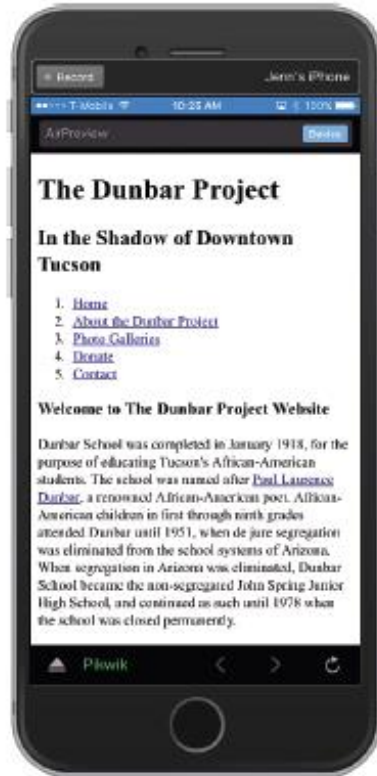 Record Jenn's iPhone
T-Mobile 10:25 AM 100%
AirPreview Device
The Dunbar Project
In the Shadow of Downtown
Tucson
1. Home
2. About the Dunbar Project
3. Photo Galleries
4. Donate
5. Contact
Welcome to The Dunbar Project Website
Dunbar School was completed in January 1918, for the
purpose of educating Tucson's African-American
students. The school was named after Paul Laurence
Dunbar, a renowned African-American poet. African-
American children in first through ninth grades
attended Dunbar until 1951, when de jure segregation
was eliminated from the school systems of Arizona.
When segregation in Arizona was eliminated, Dunbar
School became the non-segregated John Spring Junior
High School, and continued as such until 1978 when
the school was closed permanently.
Pikwik